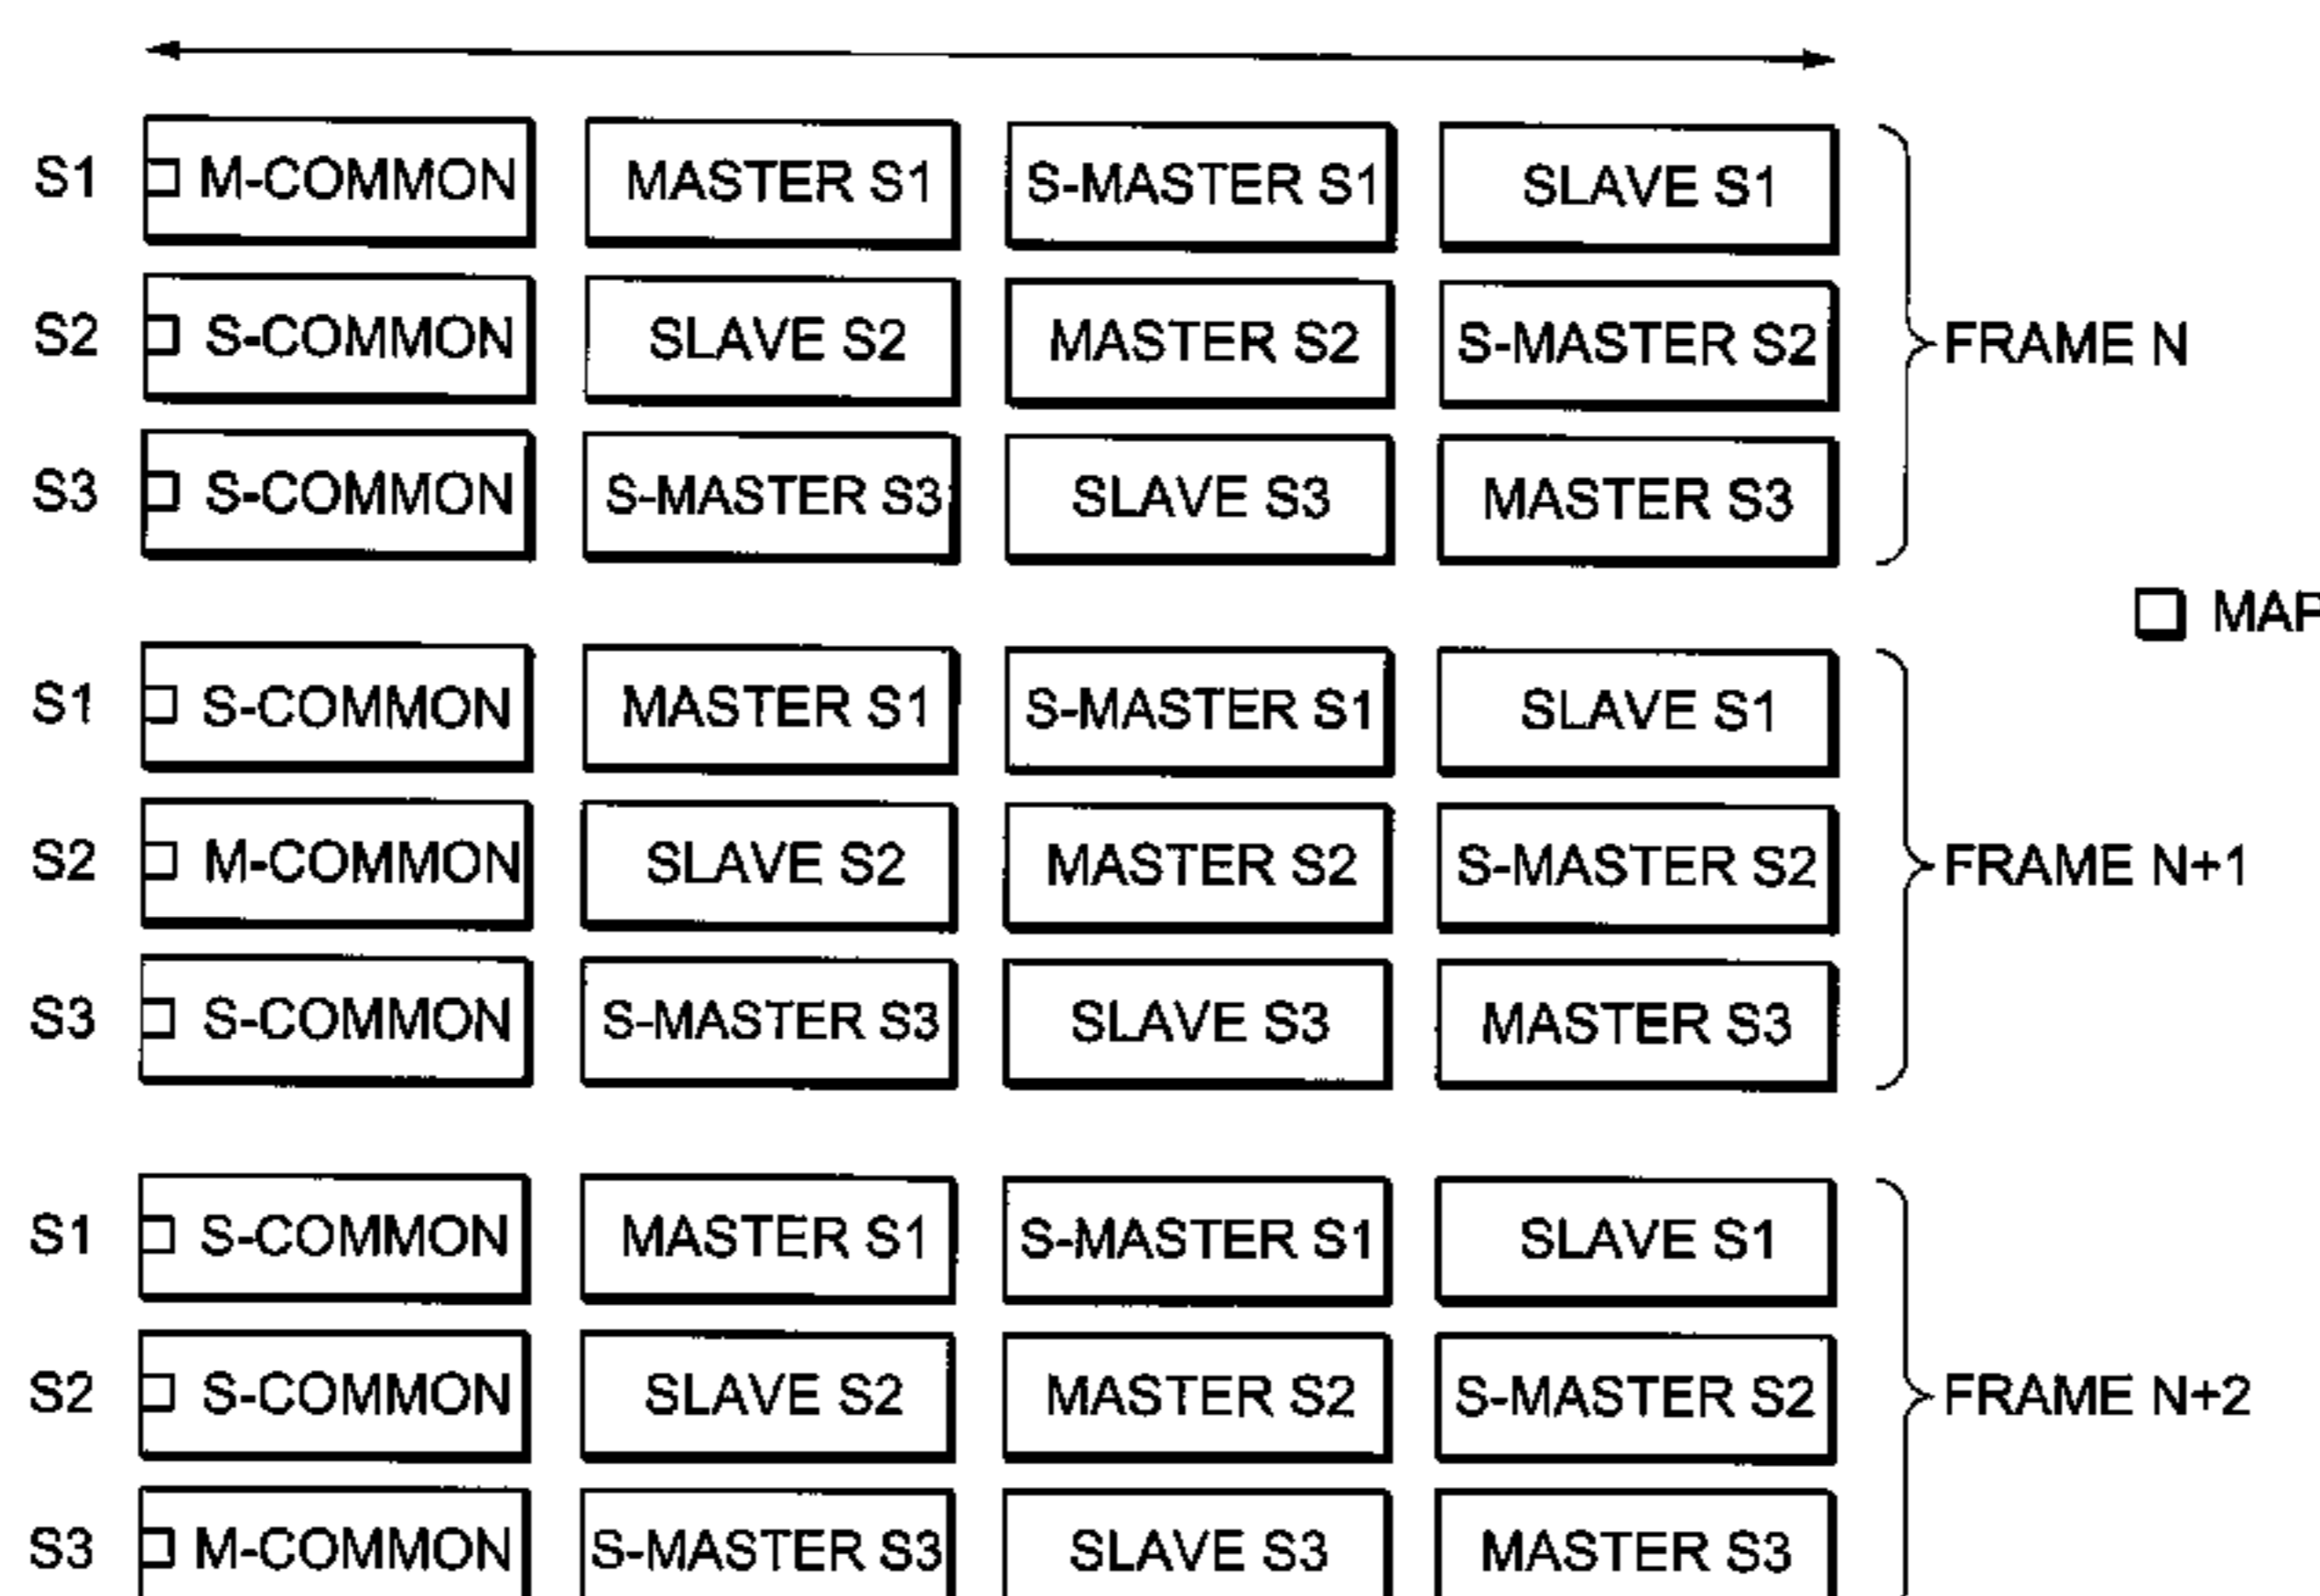 S1 M-COMMON MASTER S1 S-MASTER S1 SLAVE S1
S2 S-COMMON SLAVE S2 MASTER S2 S-MASTER S2 FRAME N
S3 S-COMMON S-MASTER S3 SLAVE S3 MASTER S3
MAP
S1 S-COMMON MASTER S1 S-MASTER S1 SLAVE S1
S2 M-COMMON SLAVE S2 MASTER S2 S-MASTER S2 FRAME N+1
S3 S-COMMON S-MASTER S3 SLAVE S3 MASTER S3
S1 S-COMMON MASTER S1 S-MASTER S1 SLAVE S1
S2 S-COMMON SLAVE S2 MASTER S2 S-MASTER S2 FRAME N+2
S3 M-COMMON S-MASTER S3 SLAVE S3 MASTER S3